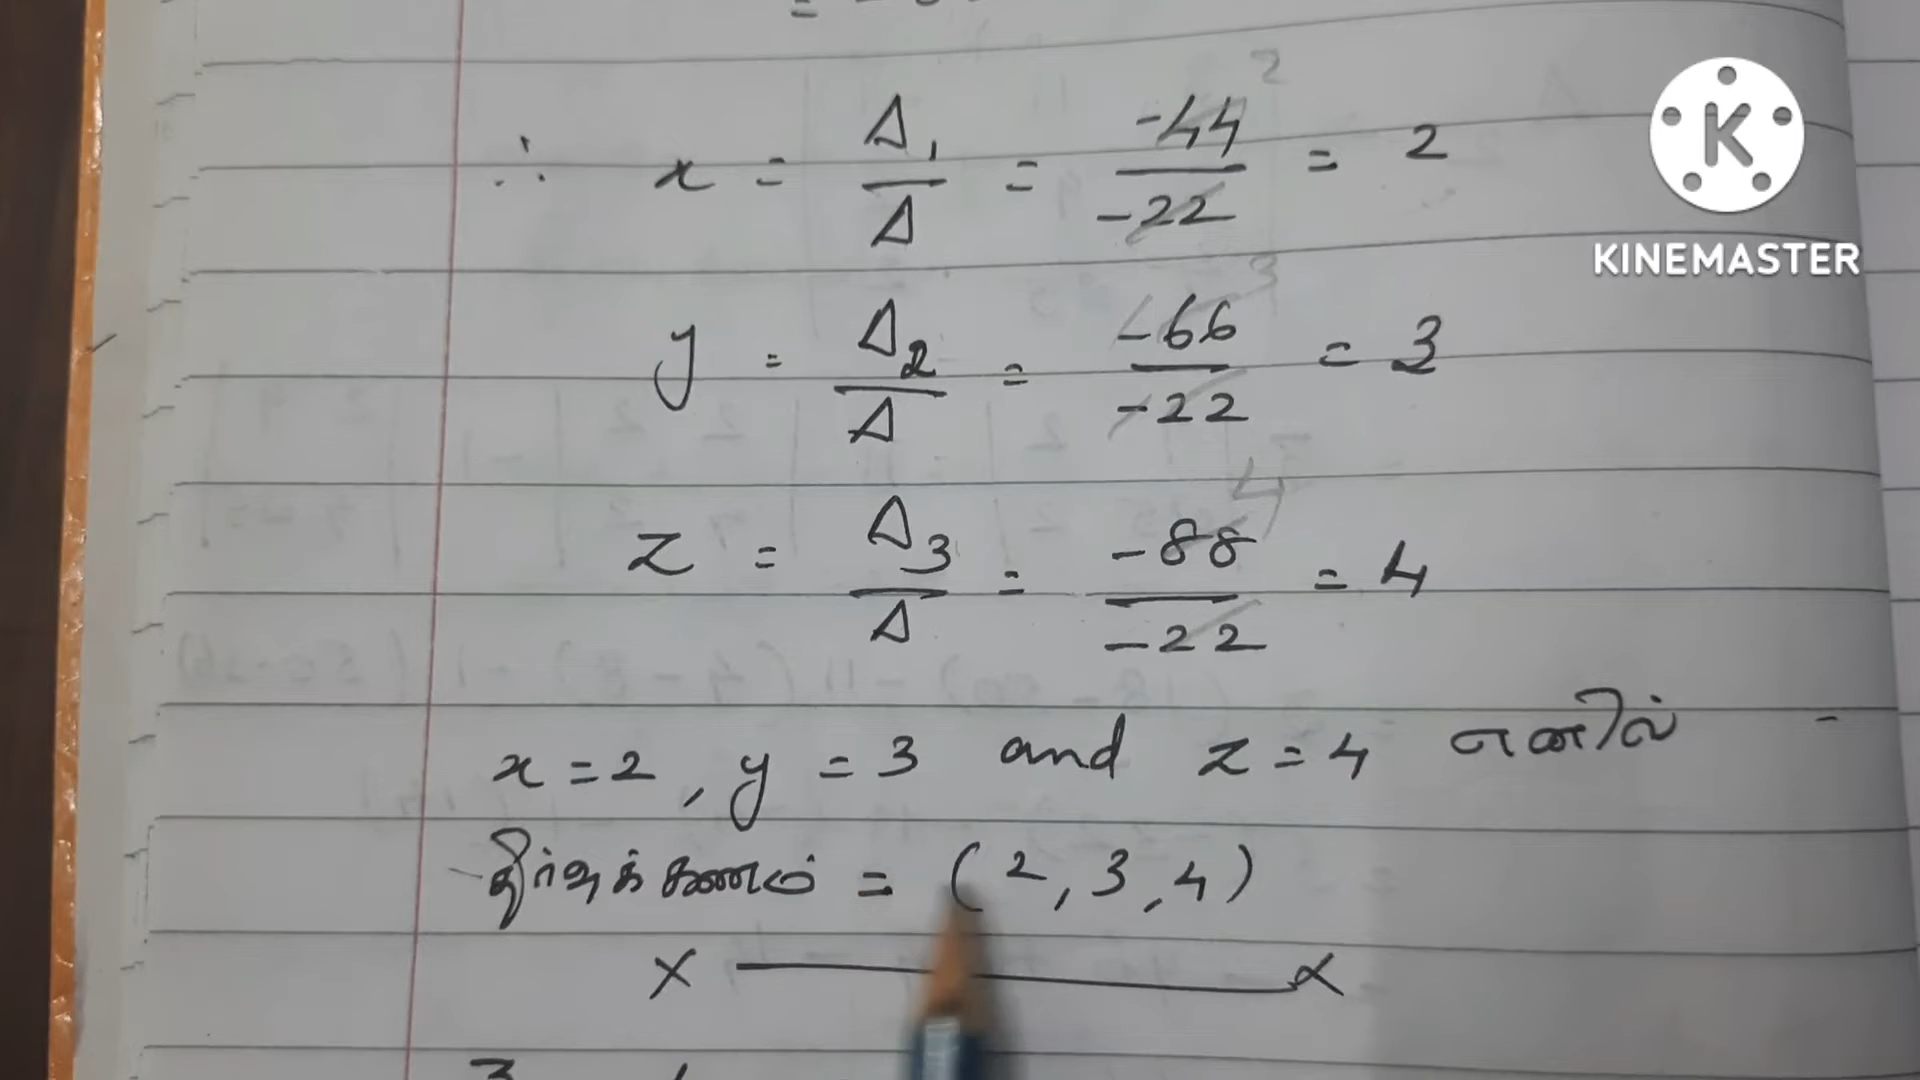 ∴ x = Δ₁/Δ = -44/-22 = 2
y = Δ₂/Δ = -66/-22 = 3
z = Δ₃/Δ = -88/-22 = 4
x = 2, y = 3 and z = 4 எனில்
தீர்வுக் கணம் = (2, 3, 4)
KINEMASTER